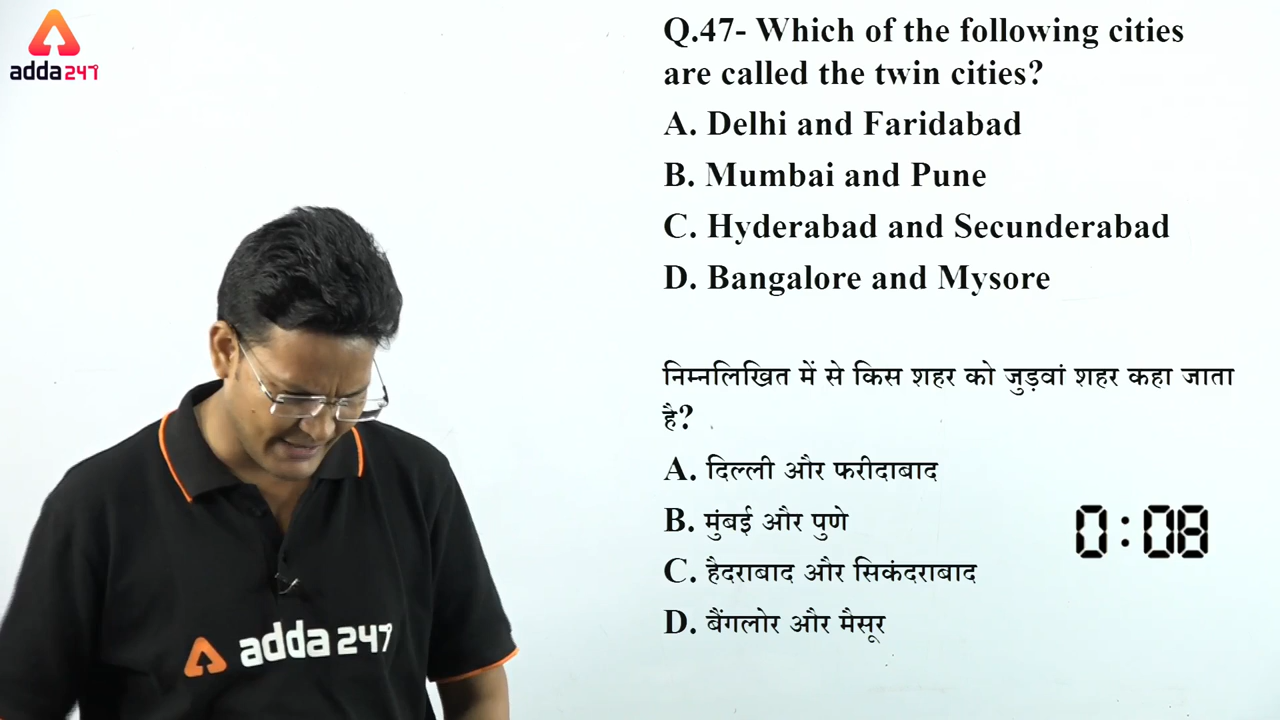 adda247
Q.47- Which of the following cities
are called the twin cities?
A. Delhi and Faridabad
B. Mumbai and Pune
C. Hyderabad and Secunderabad
D. Bangalore and Mysore
निम्नलिखित में से किस शहर को जुड़वां शहर कहा जाता
है?
A. दिल्ली और फरीदाबाद
B. मुंबई और पुणे
C. हैदराबाद और सिकंदराबाद
D. बैंगलोर और मैसूर
0:08
adda 247